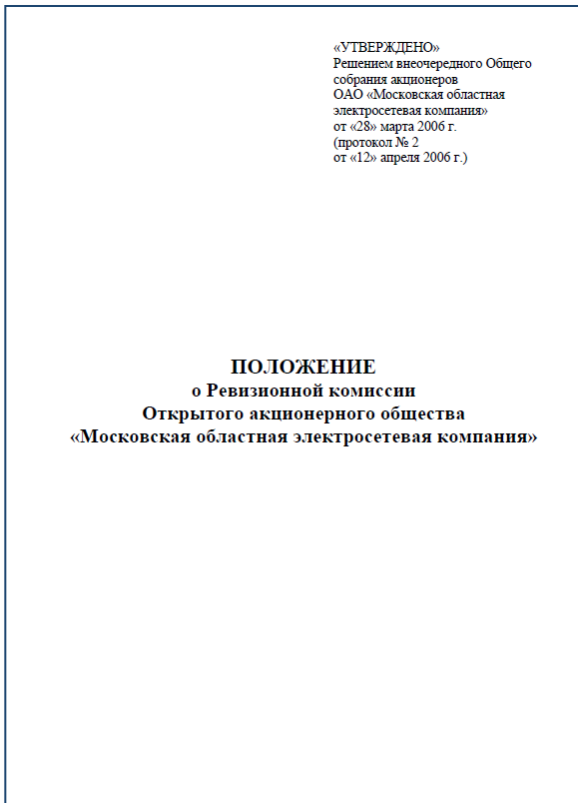 «УТВЕРЖДЕНО»
Решением внеочередного Общего
собрания акционеров
ОАО «Московская областная
электросетевая компания»
от «28» марта 2006 г.
(протокол № 2
от «12» апреля 2006 г.)
ПОЛОЖЕНИЕ
о Ревизионной комиссии
Открытого акционерного общества
«Московская областная электросетевая компания»